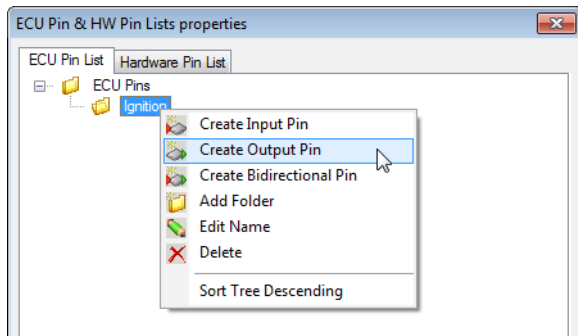 ECU Pin & HW Pin Lists properties
ECU Pin List Hardware Pin List
ECU Pins
Ignition
Create Input Pin
Create Output Pin
Create Bidirectional Pin
Add Folder
Edit Name
Delete
Sort Tree Descending